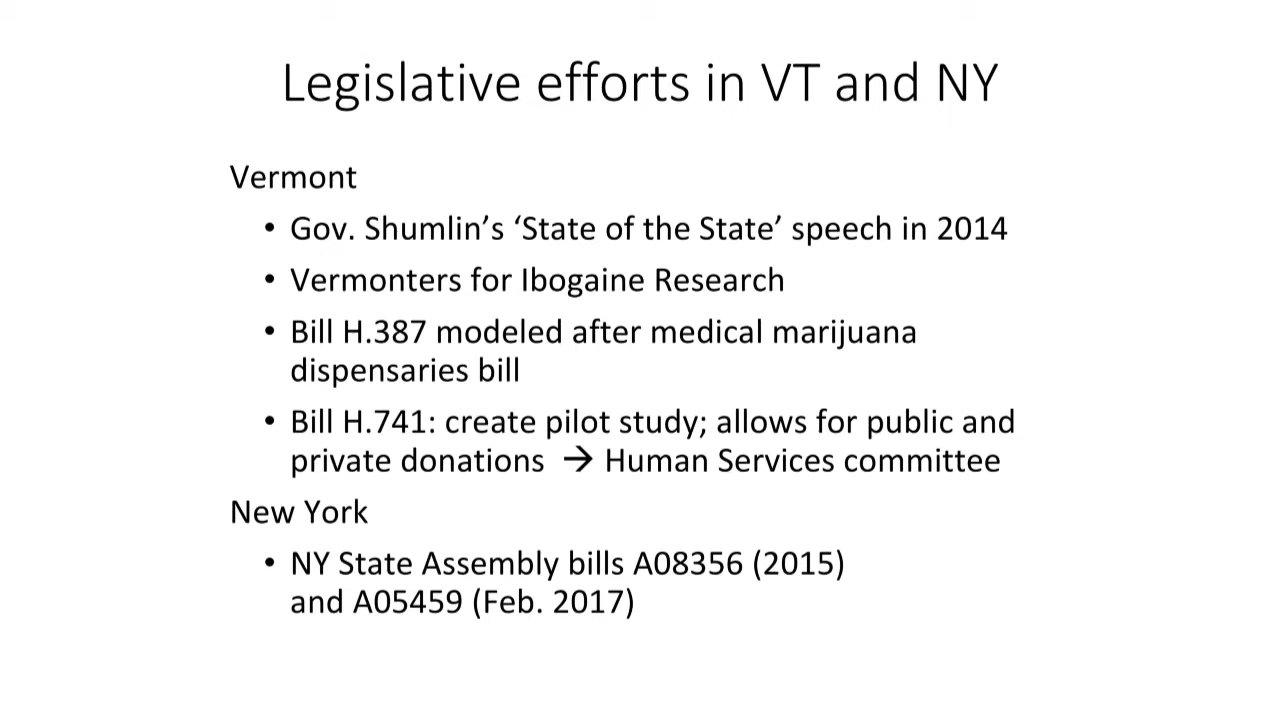 Legislative efforts in VT and NY
Vermont
• Gov. Shumlin’s ‘State of the State’ speech in 2014
• Vermonters for Ibogaine Research
• Bill H.387 modeled after medical marijuana
dispensaries bill
• Bill H.741: create pilot study; allows for public and
private donations → Human Services committee
New York
• NY State Assembly bills A08356 (2015)
and A05459 (Feb. 2017)